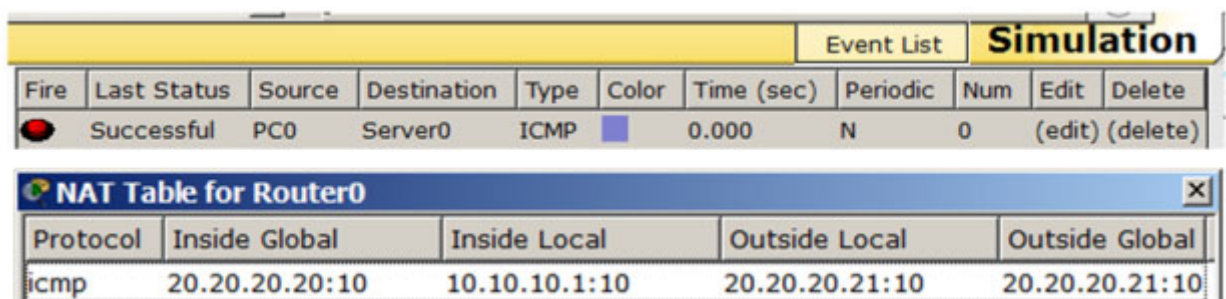 Event List Simulation
Fire Last Status Source Destination Type Color Time (sec) Periodic Num Edit Delete
Successful PC0 Server0 ICMP 0.000 N 0 (edit) (delete)
NAT Table for Router0
Protocol Inside Global Inside Local Outside Local Outside Global
icmp 20.20.20.20:10 10.10.10.1:10 20.20.20.21:10 20.20.20.21:10